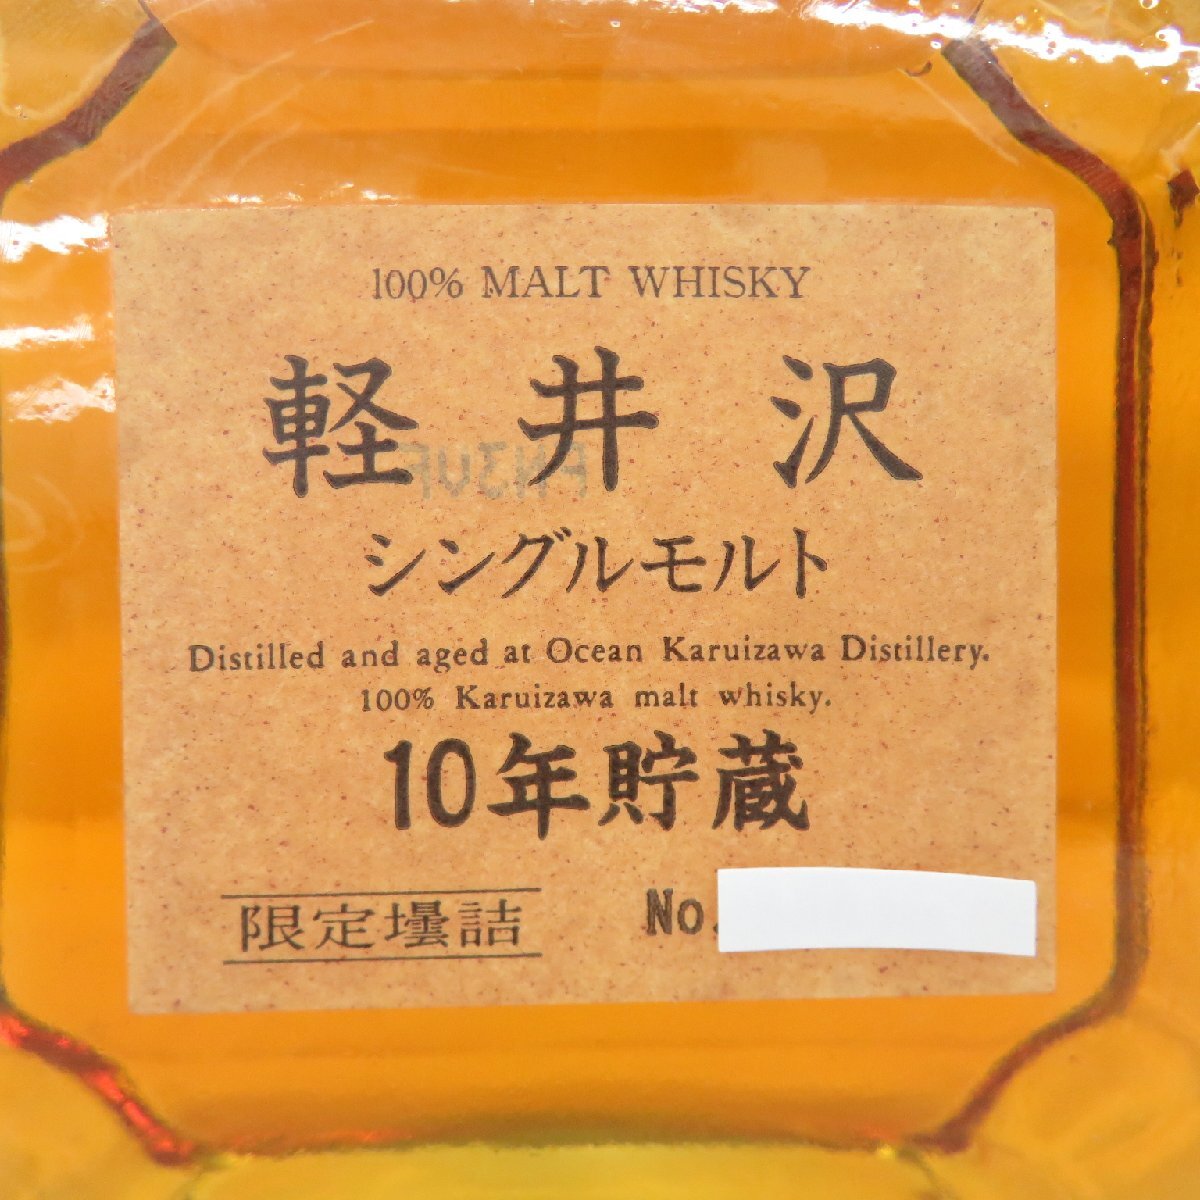 100% MALT WHISKY
軽井沢
シングルモルト
Distilled and aged at Ocean Karuizawa Distillery.
100% Karuizawa malt whisky.
10年貯蔵
限定壜詰
No.